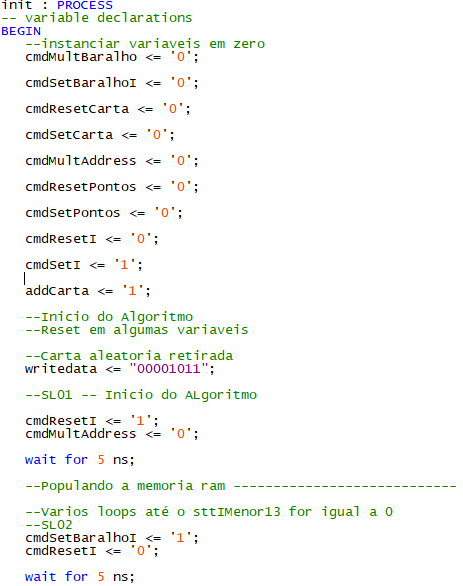 init : PROCESS
-- variable declarations
BEGIN
--instanciar variaveis em zero
cmdMultBaralho <= '0';
cmdSetBaralhoI <= '0';
cmdResetCarta <= '0';
cmdSetCarta <= '0';
cmdMultAddress <= '0';
cmdResetPontos <= '0';
cmdSetPontos <= '0';
cmdResetI <= '0';
cmdSetI <= '1';
addCarta <= '1';
--Inicio do Algoritmo
--Reset em algumas variaveis
--Carta aleatoria retirada
writedata <= "00001011";
--SL01 -- Inicio do ALgoritmo
cmdResetI <= '1';
cmdMultAddress <= '0';
wait for 5 ns;
--Populando a memoria ram ----------------------------
--Varios loops até o sttIMenor13 for igual a 0
--SL02
cmdSetBaralhoI <= '1';
cmdResetI <= '0';
wait for 5 ns;